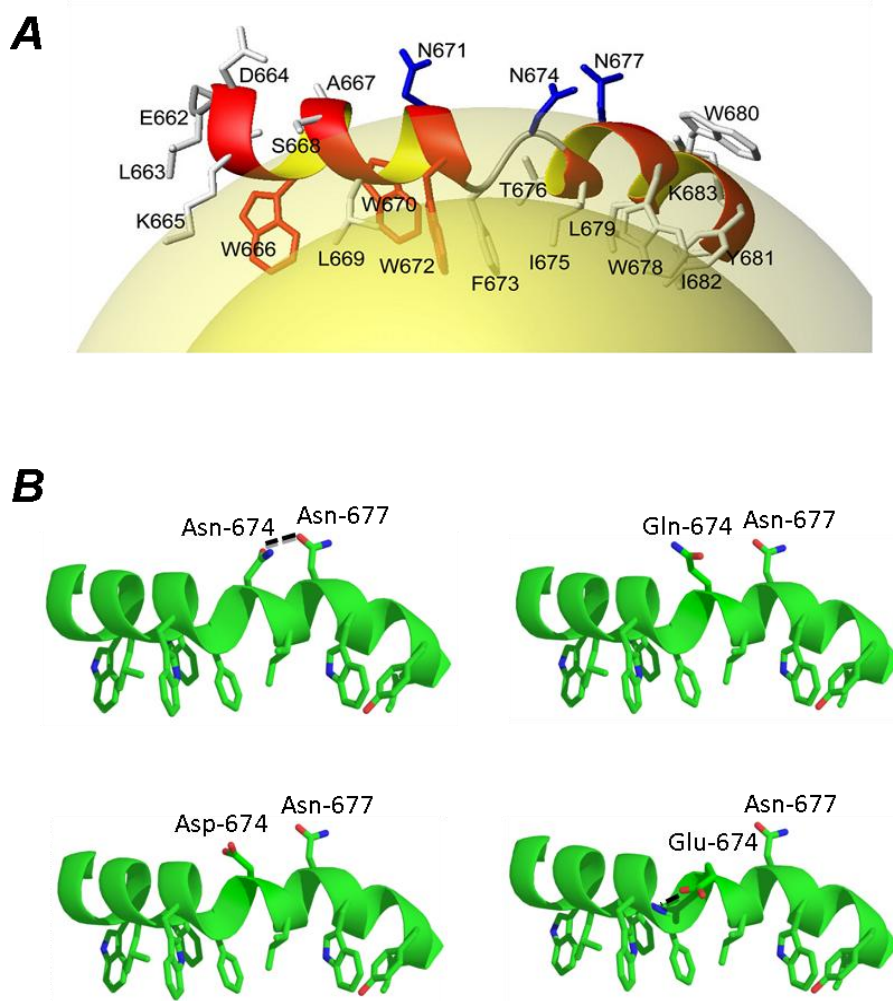 A
N671
D664
A667
N674
N677
E662
W680
S668
L663
T676
K683
W670
K665
L679
W666
L669
W672
F673
I675
W678
Y681
I682
B
Asn-674
Asn-677
Gln-674
Asn-677
Asp-674
Asn-677
Asn-677
Glu-674